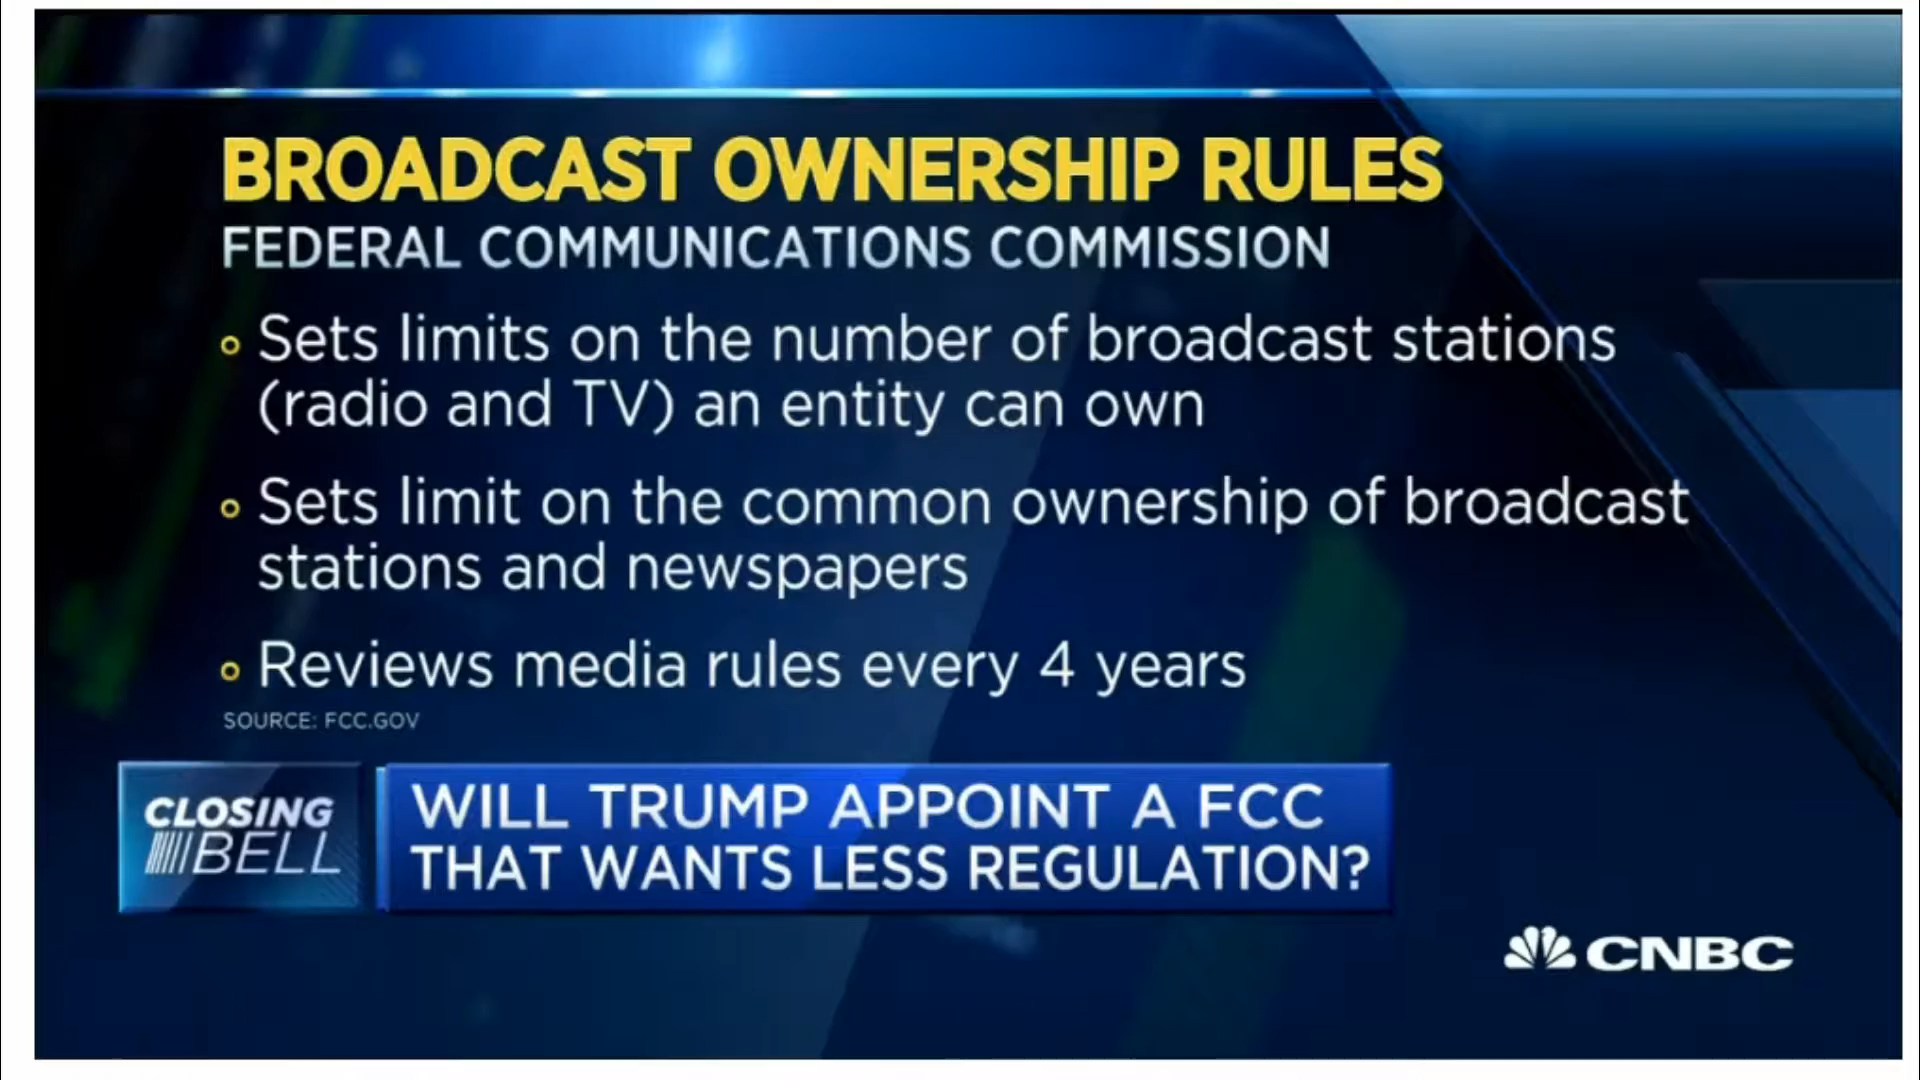 BROADCAST OWNERSHIP RULES
FEDERAL COMMUNICATIONS COMMISSION
Sets limits on the number of broadcast stations
(radio and TV) an entity can own
Sets limit on the common ownership of broadcast
stations and newspapers
Reviews media rules every 4 years
SOURCE: FCC.GOV
CLOSING
BELL
WILL TRUMP APPOINT A FCC
THAT WANTS LESS REGULATION?
CNBC